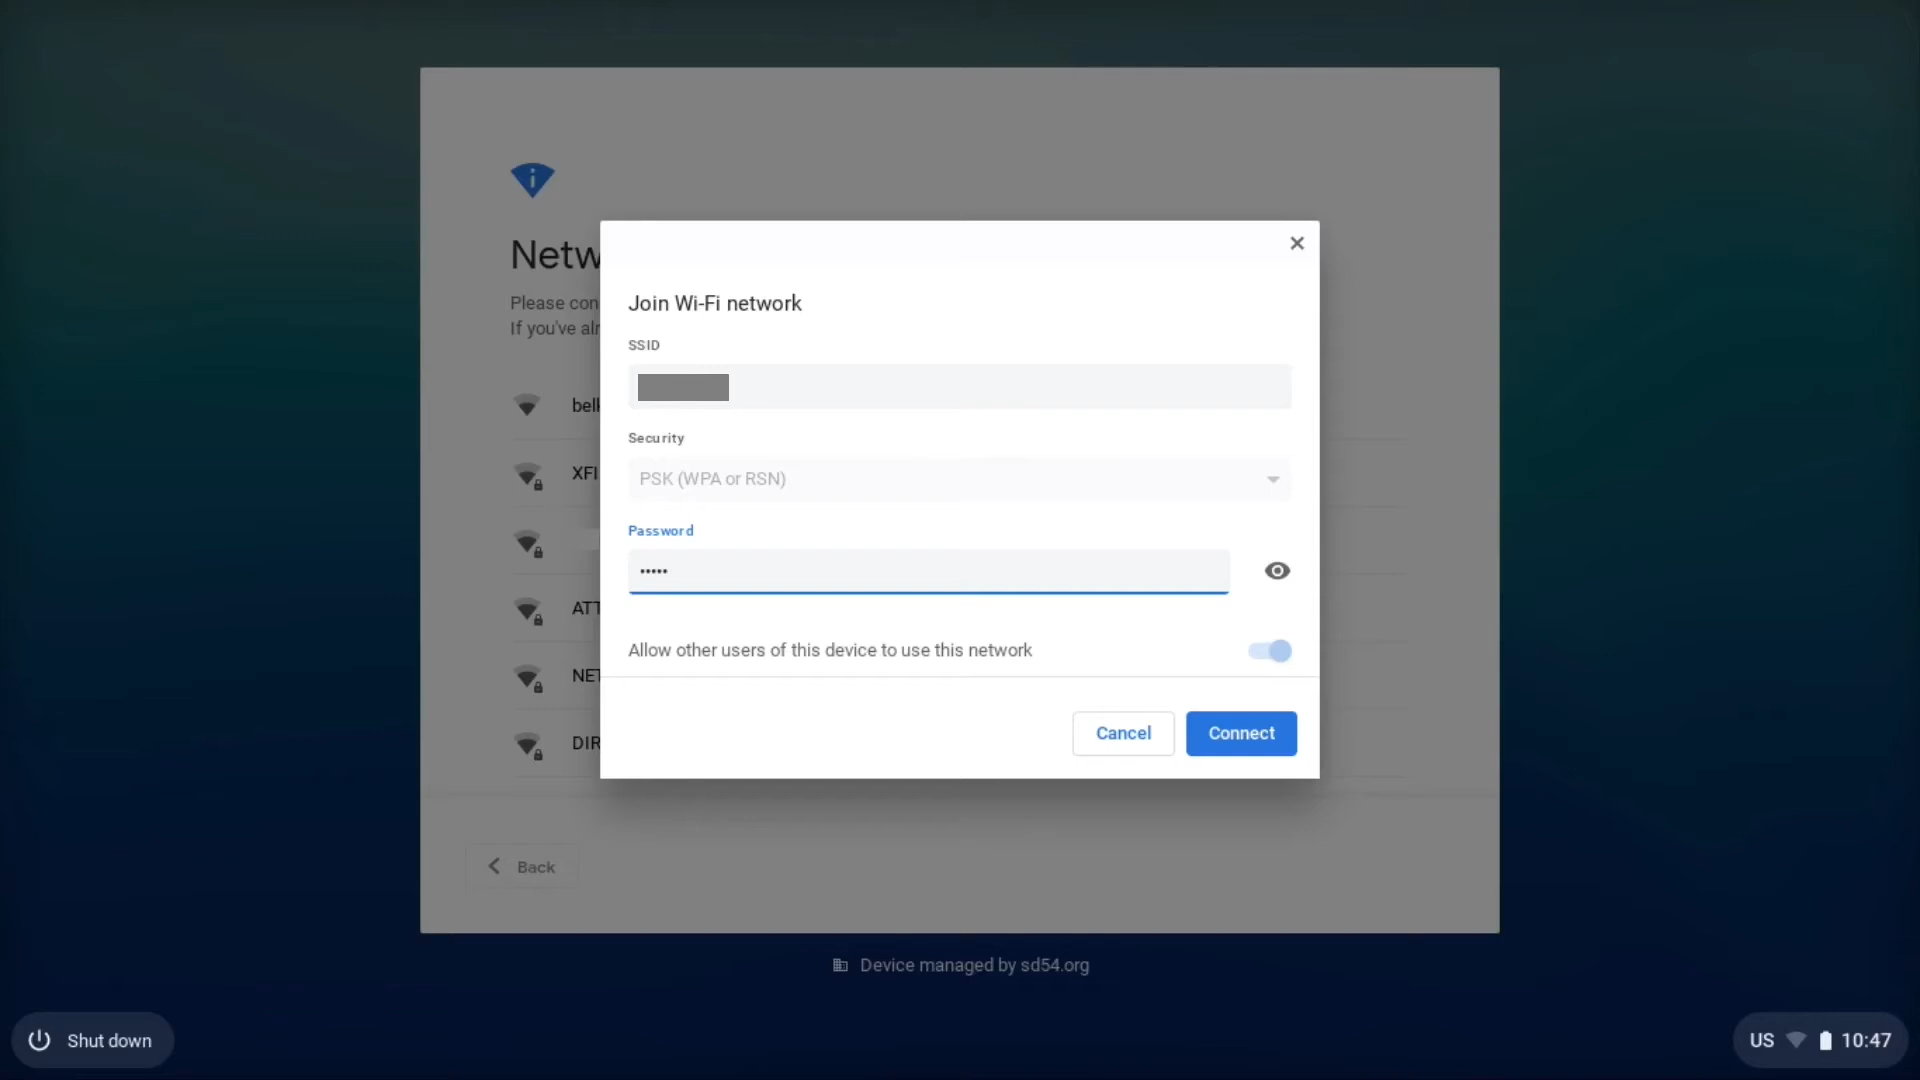 Join Wi-Fi network
SSID
Security
PSK (WPA or RSN)
Password
•••••
Allow other users of this device to use this network
Cancel
Connect
Netw
Please con
If you've alr
belk
XFI
ATT
NET
DIR
Back
Device managed by sd54.org
Shut down
US 10:47